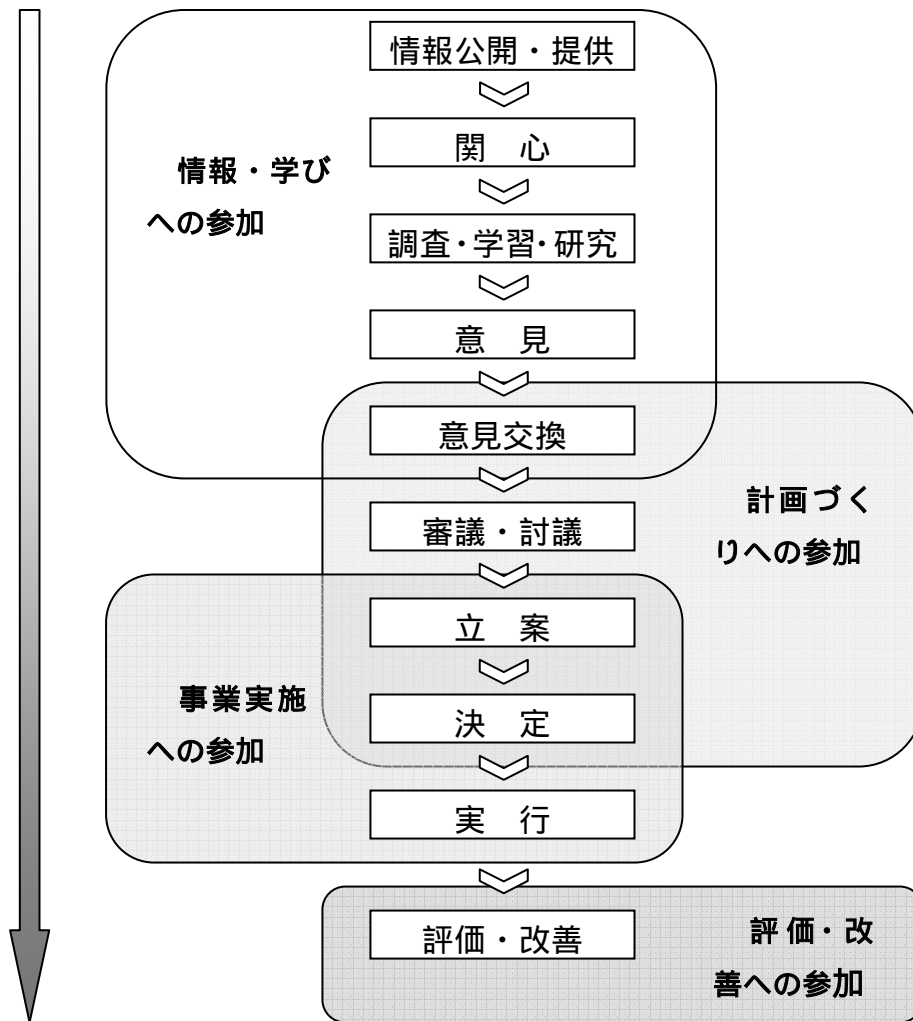 情報公開・提供
関 心
情報・学び
への参加
調査・学習・研究
意 見
意見交換
計画づく
りへの参加
審議・討議
立 案
事業実施
への参加
決 定
実 行
評価・改善
評価・改
善への参加